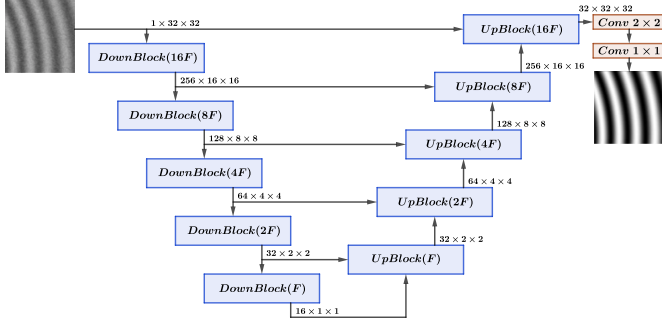 1 × 32 × 32
UpBlock(16F)
32 × 32 × 32
Conv 2 × 2
Conv 1 × 1
DownBlock(16F)
256 × 16 × 16
256 × 16 × 16
UpBlock(8F)
DownBlock(8F)
128 × 8 × 8
128 × 8 × 8
UpBlock(4F)
DownBlock(4F)
64 × 4 × 4
64 × 4 × 4
UpBlock(2F)
DownBlock(2F)
32 × 2 × 2
32 × 2 × 2
UpBlock(F)
DownBlock(F)
16 × 1 × 1